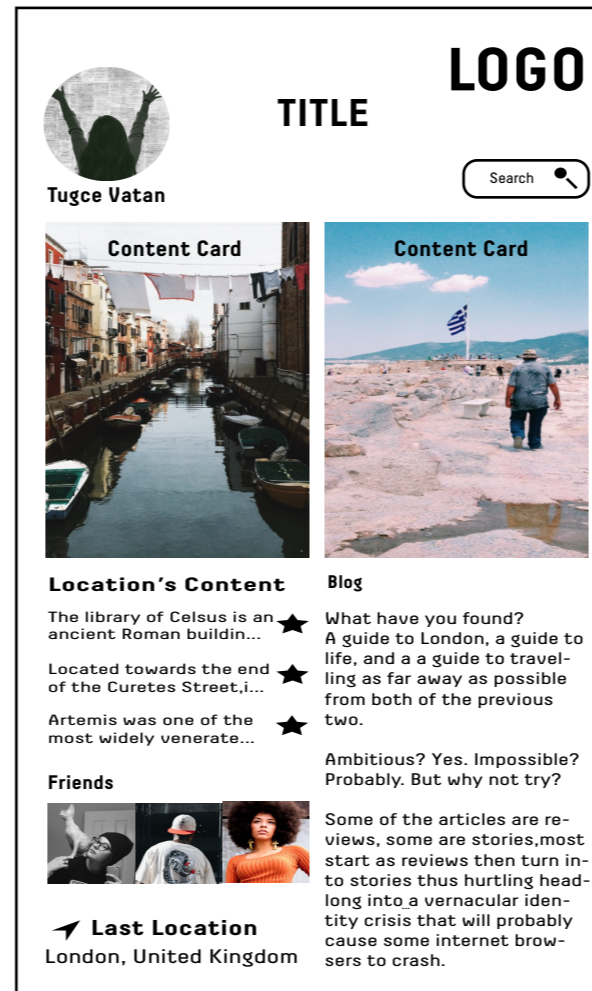 LOGO
TITLE
Tugce Vatan
Search
Content Card
Content Card
Location's Content
The library of Celsus is an
ancient Roman buildin...
Located towards the end
of the Curetes Street,i...
Artemis was one of the
most widely venerate...
Friends
Last Location
London, United Kingdom
Blog
What have you found?
A guide to London, a guide to
life, and a a guide to travel-
ling as far away as possible
from both of the previous
two.
Ambitious? Yes. Impossible?
Probably. But why not try?
Some of the articles are re-
views, some are stories,most
start as reviews then turn in-
to stories thus hurtling head-
long into a vernacular iden-
tity crisis that will probably
cause some internet brow-
sers to crash.